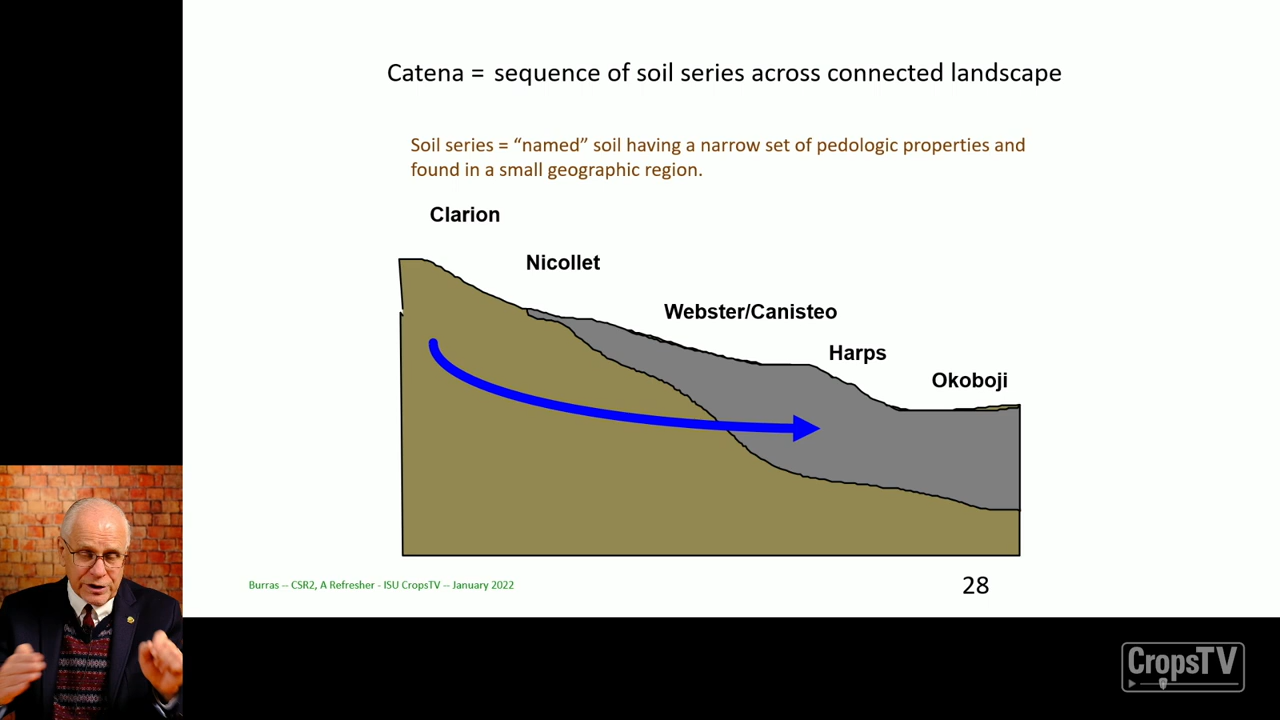 Catena = sequence of soil series across connected landscape
Soil series = “named” soil having a narrow set of pedologic properties and
found in a small geographic region.
Clarion
Nicollet
Webster/Canisteo
Harps
Okoboji
Burras -- CSR2, A Refresher - ISU CropsTV -- January 2022
28
CropsTV